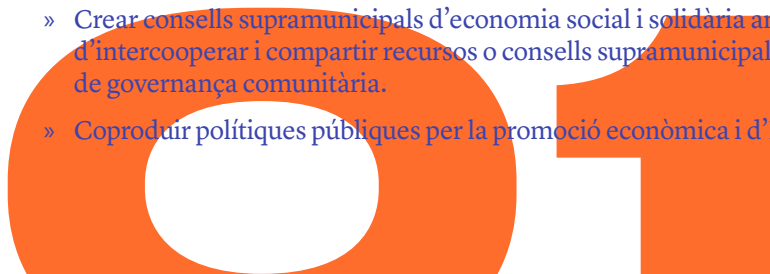 » Crear consells supramunicipals d’economia social i solidària
d’intercooperar i compartir recursos o consells supramunicipal
de governança comunitària.
» Coproduir polítiques públiques per la promoció econòmica i d’
01